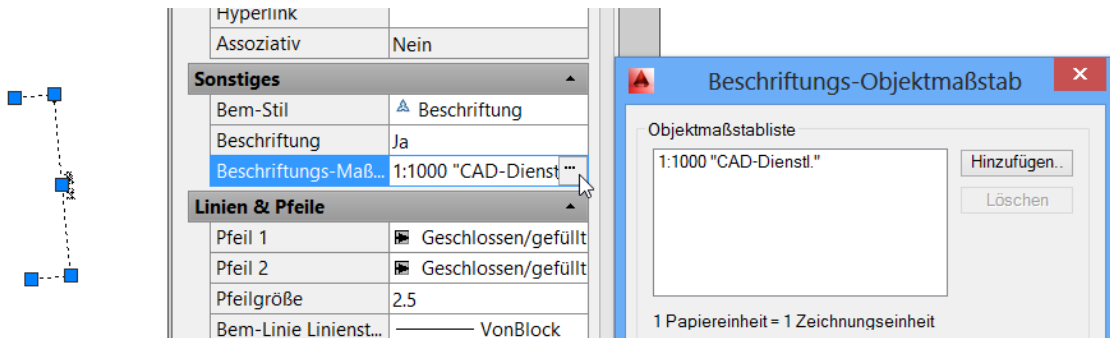 Hyperlink
Assoziativ Nein
Sonstiges
Bem-Stil Beschriftung
Beschriftung Ja
Beschriftungs-Maß... 1:1000 "CAD-Dienst ...
Linien & Pfeile
Pfeil 1 Geschlossen/gefüllt
Pfeil 2 Geschlossen/gefüllt
Pfeilgröße 2.5
Bem-Linie Linienst... VonBlock
Beschriftungs-Objektmaßstab
Objektmaßstabliste
1:1000 "CAD-Dienstl." Hinzufügen..
Löschen
1 Papiereinheit = 1 Zeichnungseinheit